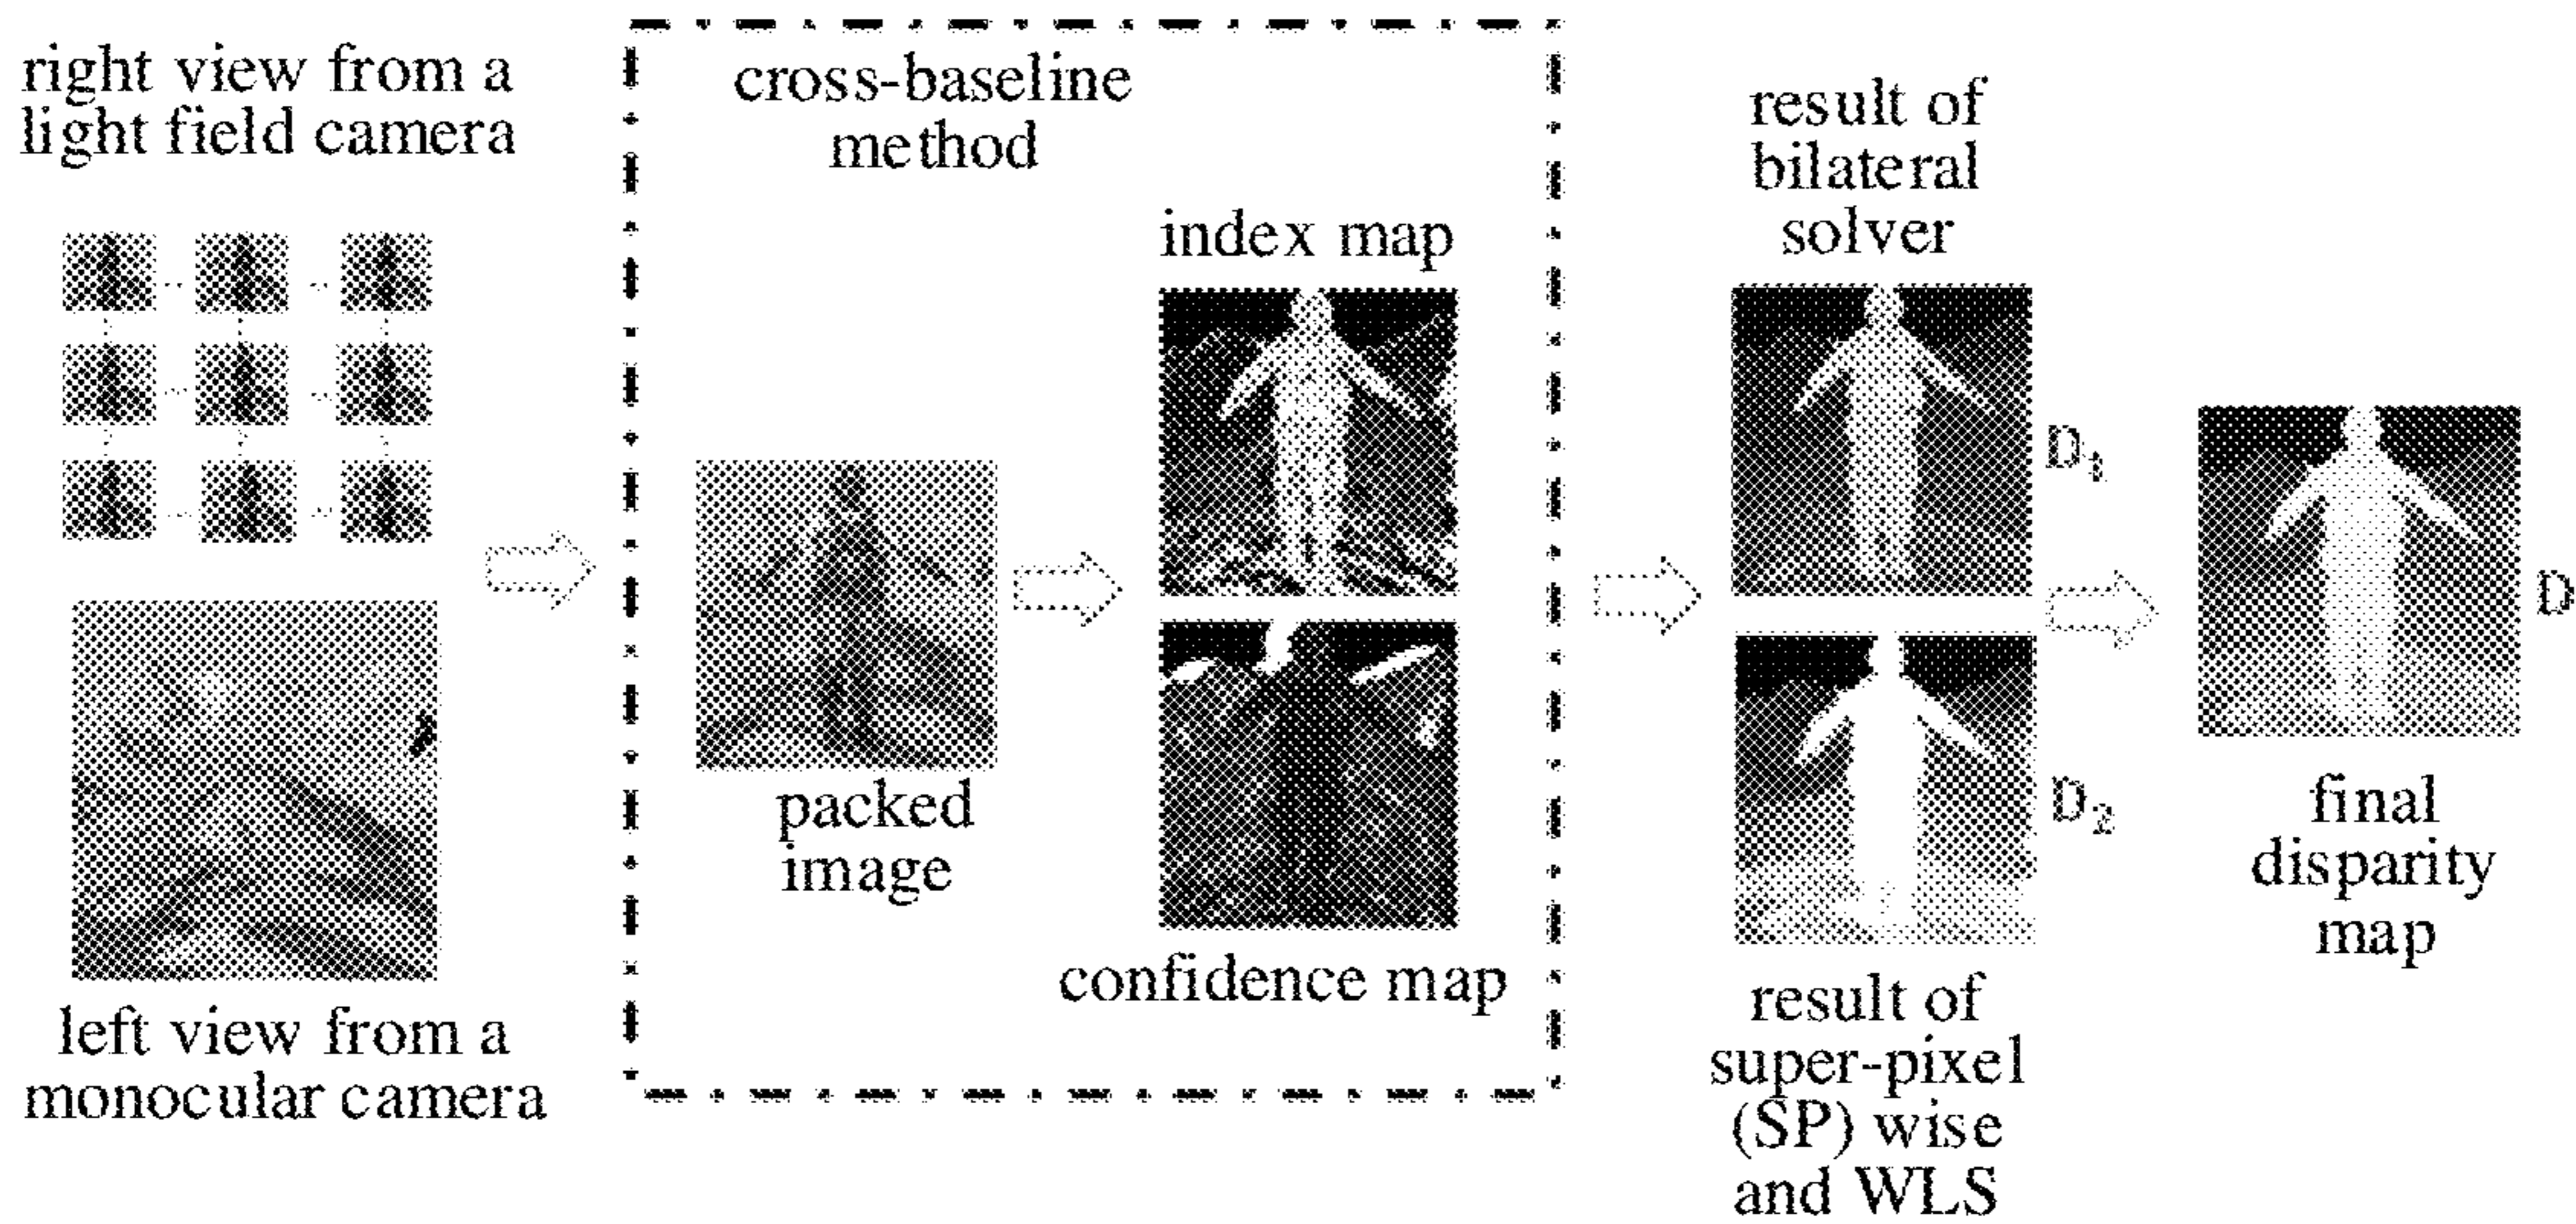 right view from a
light field camera
left view from a
monocular camera
cross-baseline
method
packed
image
index map
confidence map
result of
bilateral
solver
D₁
D₂
result of
super-pixel
(SP) wise
and WLS
D
final
disparity
map